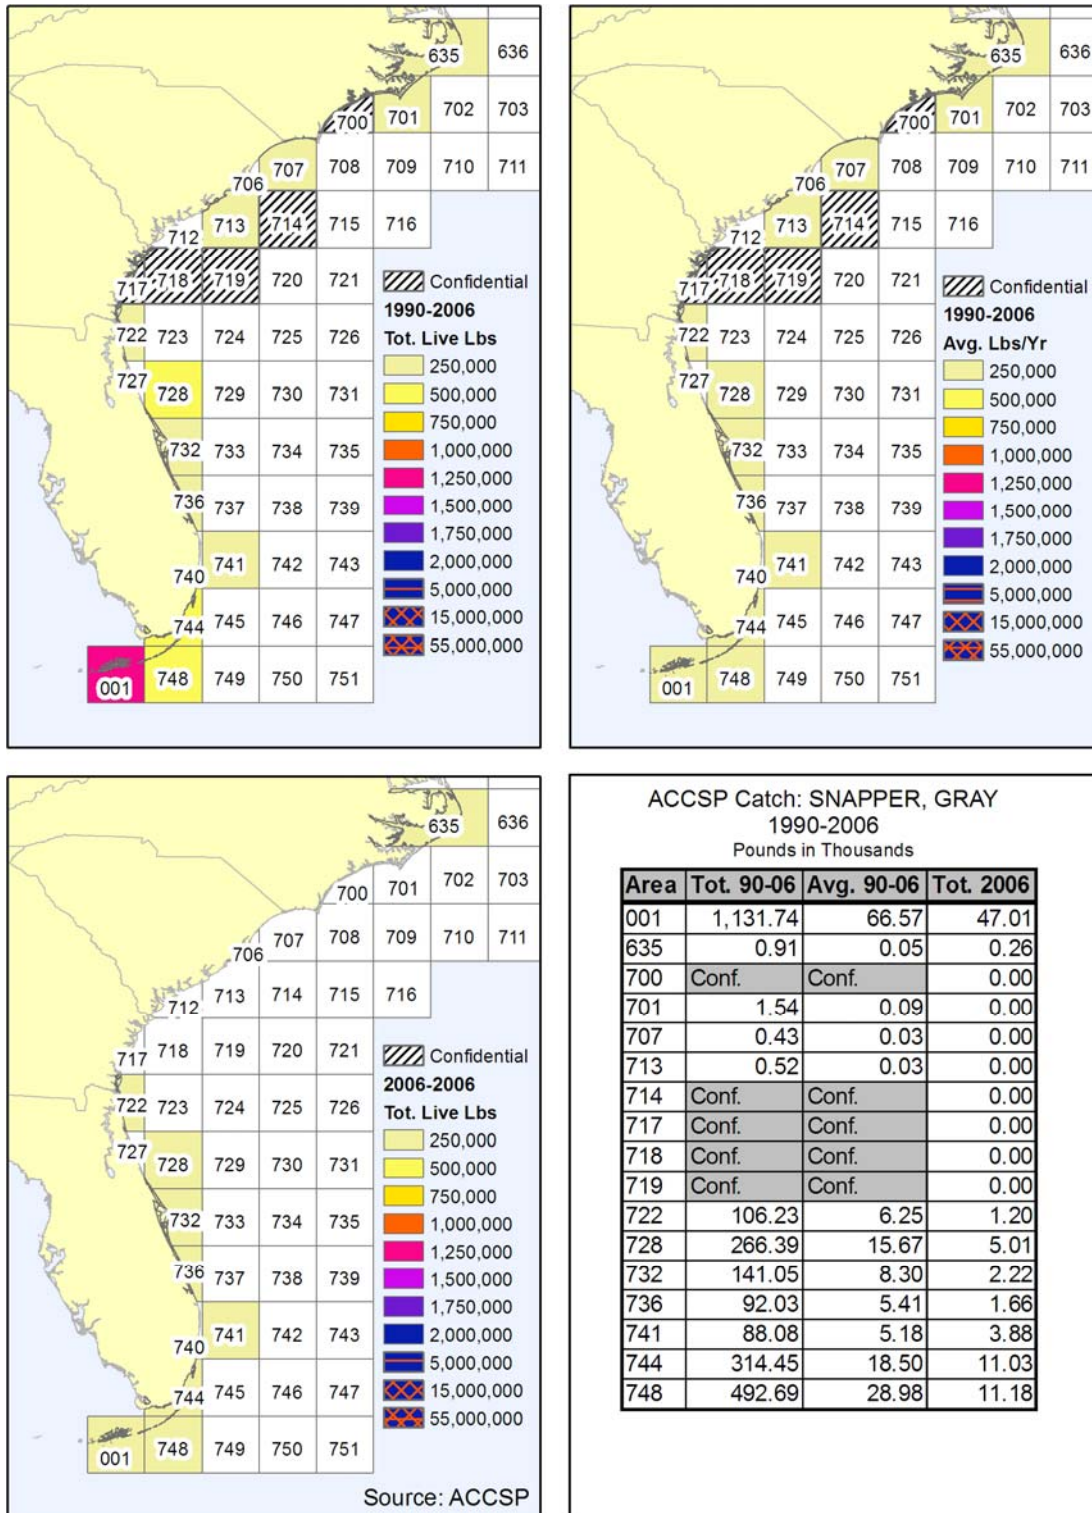 635 636
700 701 702 703
706 707 708 709 710 711
712 713 714 715 716
717 718 719 720 721
722 723 724 725 726
727 728 729 730 731
732 733 734 735
736 737 738 739
740 741 742 743
744 745 746 747
001 748 749 750 751
Confidential
1990-2006
Tot. Live Lbs
250,000
500,000
750,000
1,000,000
1,250,000
1,500,000
1,750,000
2,000,000
5,000,000
15,000,000
55,000,000
635 636
700 701 702 703
706 707 708 709 710 711
712 713 714 715 716
717 718 719 720 721
722 723 724 725 726
727 728 729 730 731
732 733 734 735
736 737 738 739
740 741 742 743
744 745 746 747
001 748 749 750 751
Confidential
1990-2006
Avg. Lbs/Yr
250,000
500,000
750,000
1,000,000
1,250,000
1,500,000
1,750,000
2,000,000
5,000,000
15,000,000
55,000,000
635 636
700 701 702 703
706 707 708 709 710 711
712 713 714 715 716
717 718 719 720 721
722 723 724 725 726
727 728 729 730 731
732 733 734 735
736 737 738 739
740 741 742 743
744 745 746 747
001 748 749 750 751
Confidential
2006-2006
Tot. Live Lbs
250,000
500,000
750,000
1,000,000
1,250,000
1,500,000
1,750,000
2,000,000
5,000,000
15,000,000
55,000,000
Source: ACCSP
ACCSP Catch: SNAPPER, GRAY
1990-2006
Pounds in Thousands
Area Tot. 90-06 Avg. 90-06 Tot. 2006
001 1,131.74 66.57 47.01
635 0.91 0.05 0.26
700 Conf. Conf. 0.00
701 1.54 0.09 0.00
707 0.43 0.03 0.00
713 0.52 0.03 0.00
714 Conf. Conf. 0.00
717 Conf. Conf. 0.00
718 Conf. Conf. 0.00
719 Conf. Conf. 0.00
722 106.23 6.25 1.20
728 266.39 15.67 5.01
732 141.05 8.30 2.22
736 92.03 5.41 1.66
741 88.08 5.18 3.88
744 314.45 18.50 11.03
748 492.69 28.98 11.18